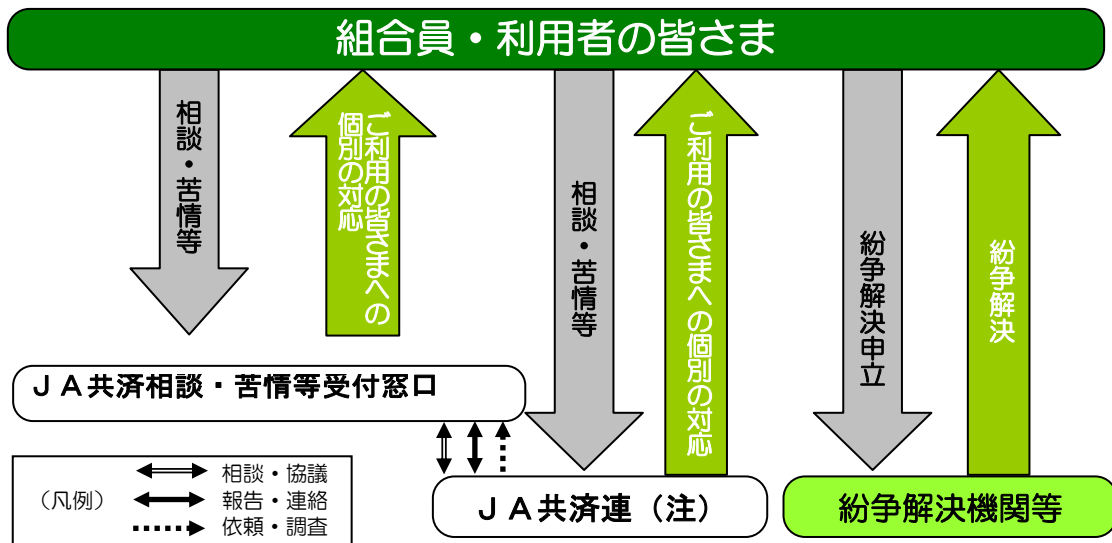 組合員・利用者の皆さま
相談・苦情等
ご利用の皆さまへの
個別の対応
相談・苦情等
ご利用の皆さまへの個別の対応
紛争解決申立
紛争解決
ＪＡ共済相談・苦情等受付窓口
（凡例）
相談・協議
報告・連絡
依頼・調査
ＪＡ共済連（注）
紛争解決機関等